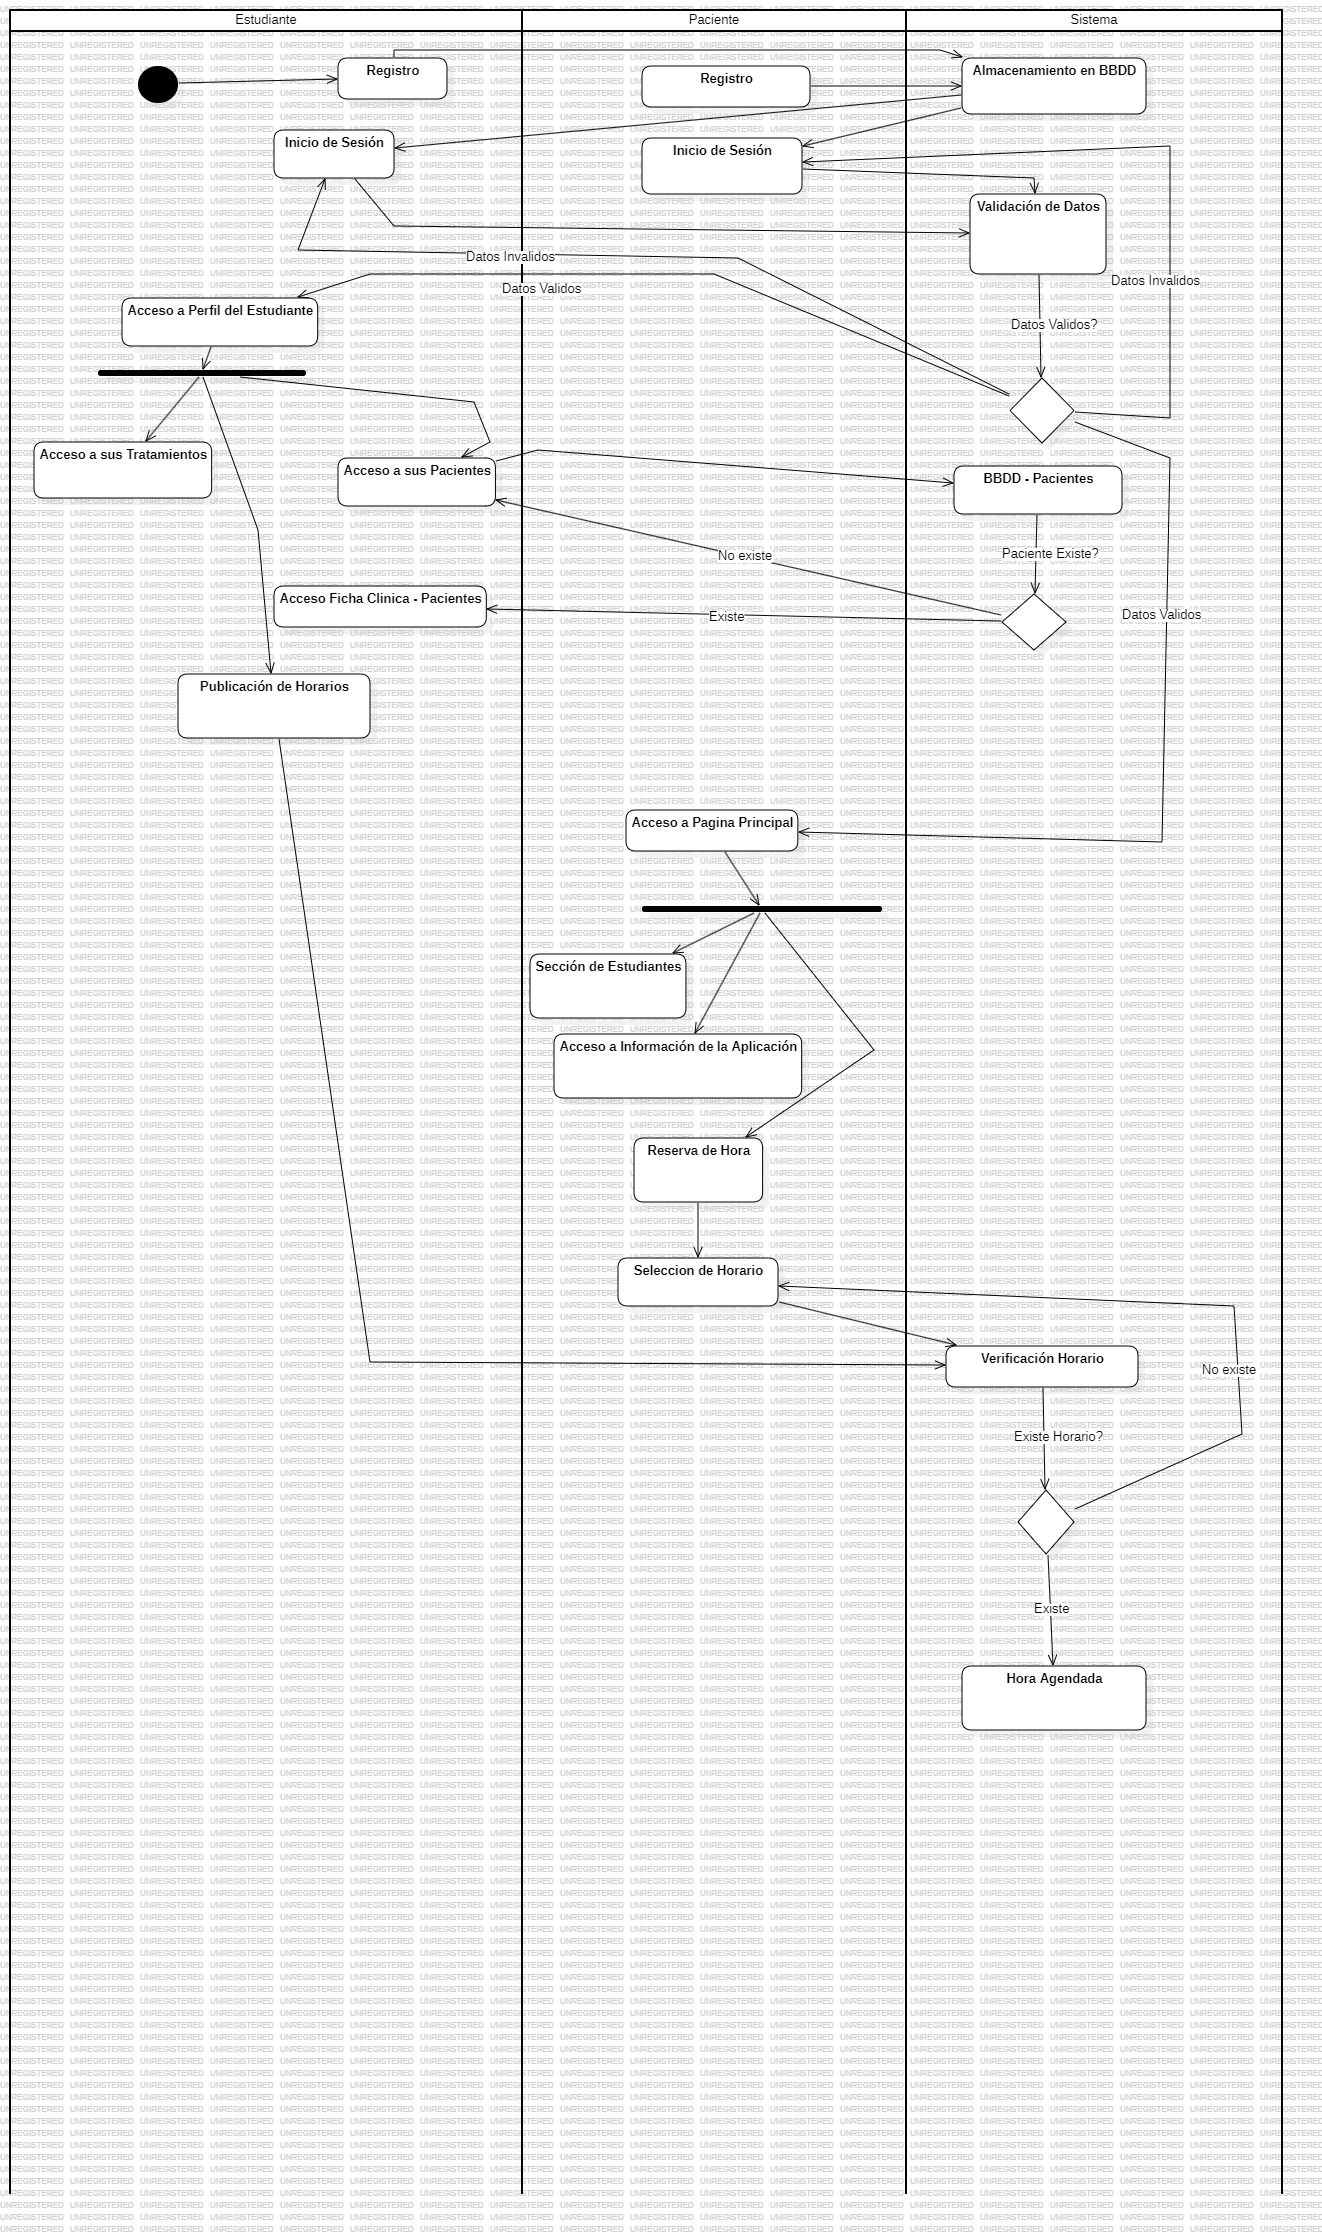 Estudiante
Paciente
Sistema
Registro
Registro
Almacenamiento en BBDD
Inicio de Sesión
Inicio de Sesión
Validación de Datos
Datos Invalidos
Datos Invalidos
Datos Validos
Acceso a Perfil del Estudiante
Datos Validos?
Acceso a sus Tratamientos
Acceso a sus Pacientes
BBDD - Pacientes
No existe
Paciente Existe?
Acceso Ficha Clinica - Pacientes
Existe
Datos Validos
Publicación de Horarios
Acceso a Pagina Principal
Sección de Estudiantes
Acceso a Información de la Aplicación
Reserva de Hora
Seleccion de Horario
Verificación Horario
No existe
Existe Horario?
Existe
Hora Agendada
UNREGISTERED